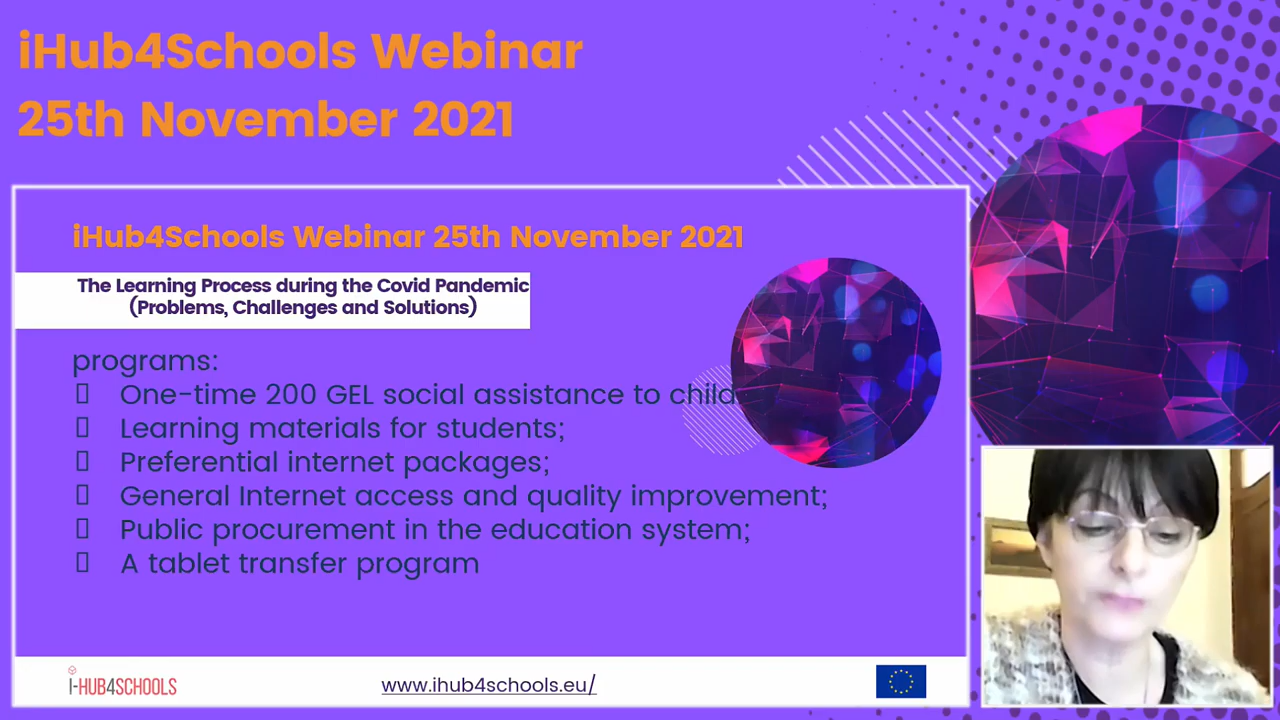 iHub4Schools Webinar
25th November 2021
iHub4Schools Webinar 25th November 2021
The Learning Process during the Covid Pandemic
(Problems, Challenges and Solutions)
programs:
One-time 200 GEL social assistance to
Learning materials for students;
Preferential internet packages;
General Internet access and quality improvement;
Public procurement in the education system;
A tablet transfer program
I-HUB4SCHOOLS
www.ihub4schools.eu/